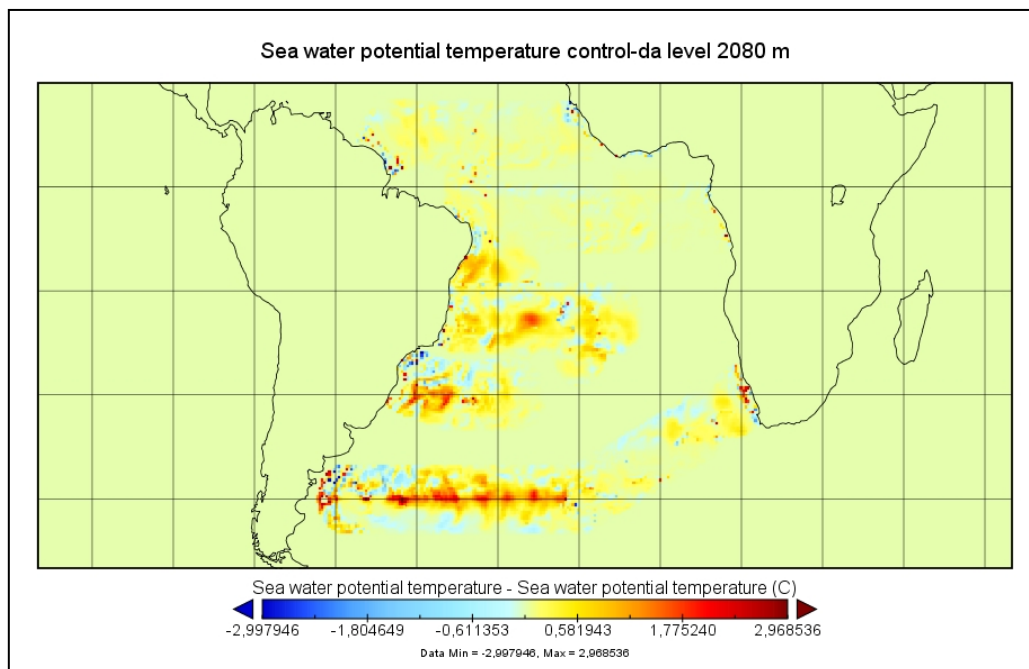 Sea water potential temperature control-da level 2080 m
Sea water potential temperature - Sea water potential temperature (C)
-2,997946 -1,804649 -0,611353 0,581943 1,775240 2,968536
Data Min = -2,997946, Max = 2,968536